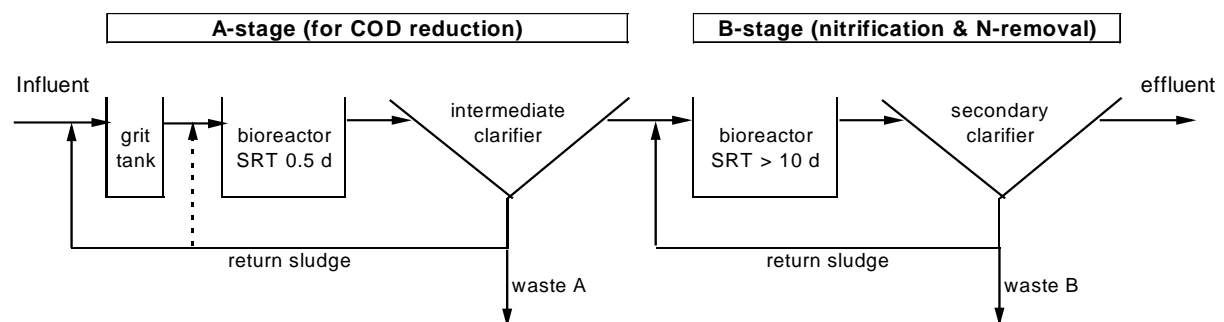 A-stage (for COD reduction)
B-stage (nitrification & N-removal)
Influent
grit
tank
bioreactor
SRT 0.5 d
intermediate
clarifier
bioreactor
SRT > 10 d
secondary
clarifier
effluent
return sludge
waste A
return sludge
waste B